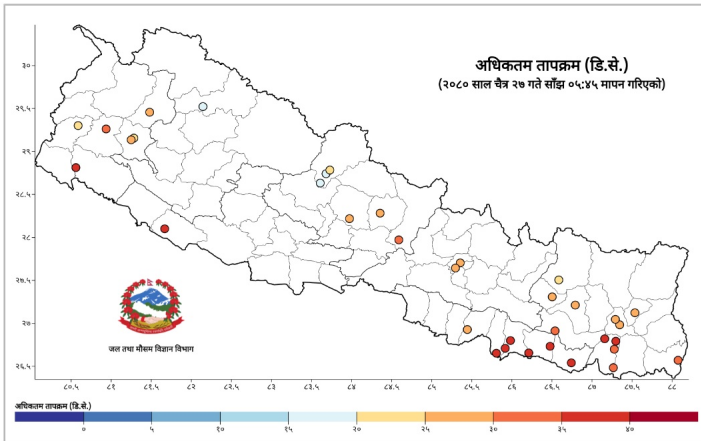 अधिकतम तापक्रम (डि.से.)
(२०८० साल चैत्र २७ गते साँझ ०५:४५ मापन गरिएको)
३०
२९.५
२९
२८.५
२८
२७.५
२७
२६.५
जल तथा मौसम विज्ञान विभाग
८०.५ ८१ ८१.५ ८२ ८२.५ ८३ ८३.५ ८४ ८४.५ ८५ ८५.५ ८६ ८६.५ ८७ ८७.५ ८८
अधिकतम तापक्रम (डि.से.)
० ५ १० १५ २० २५ ३० ३५ ४०